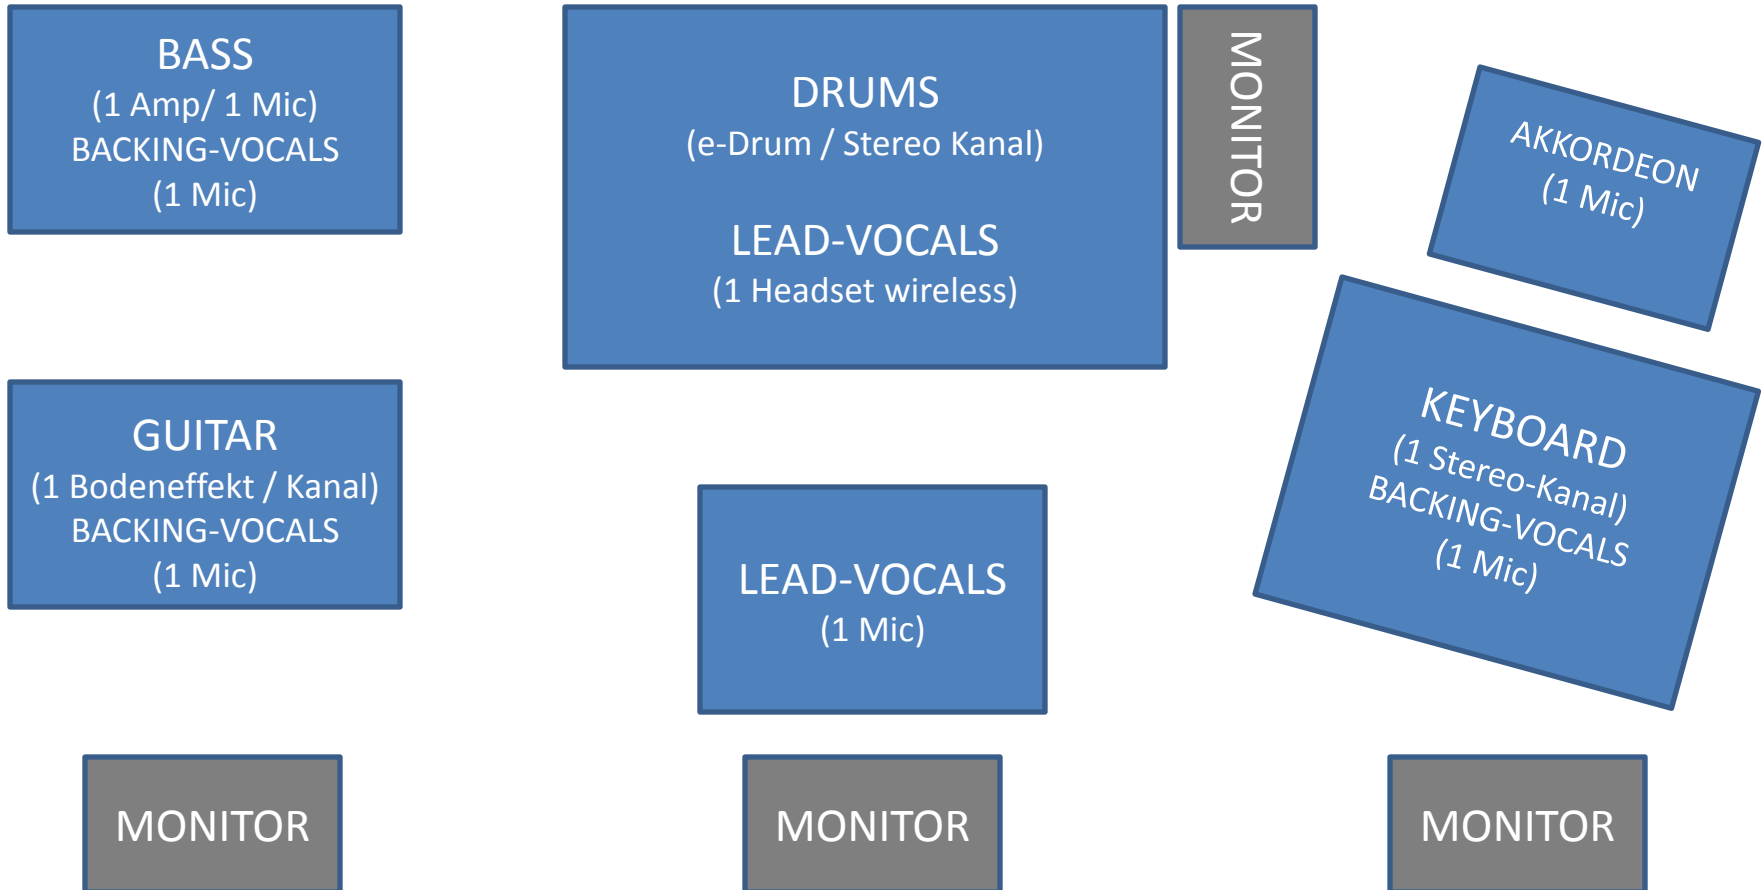 BASS
(1 Amp/ 1 Mic)
BACKING-VOCALS
(1 Mic)
DRUMS
(e-Drum / Stereo Kanal)
LEAD-VOCALS
(1 Headset wireless)
MONITOR
AKKORDEON
(1 Mic)
GUITAR
(1 Bodeneffekt / Kanal)
BACKING-VOCALS
(1 Mic)
LEAD-VOCALS
(1 Mic)
KEYBOARD
(1 Stereo-Kanal)
BACKING-VOCALS
(1 Mic)
MONITOR
MONITOR
MONITOR